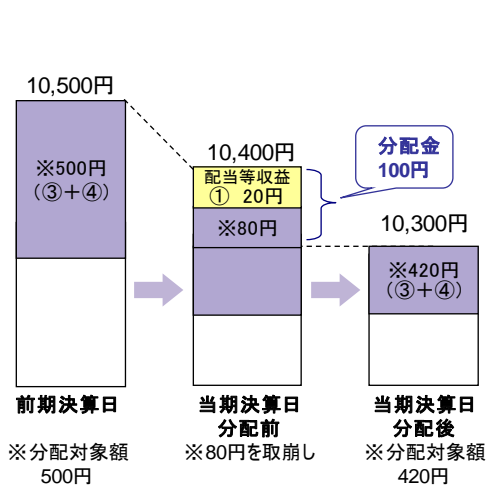 10,500円
※500円
（③＋④）
10,400円
配当等収益
① 20円
※80円
分配金
100円
10,300円
※420円
（③＋④）
前期決算日
※分配対象額
500円
当期決算日
分配前
※80円を取崩し
当期決算日
分配後
※分配対象額
420円